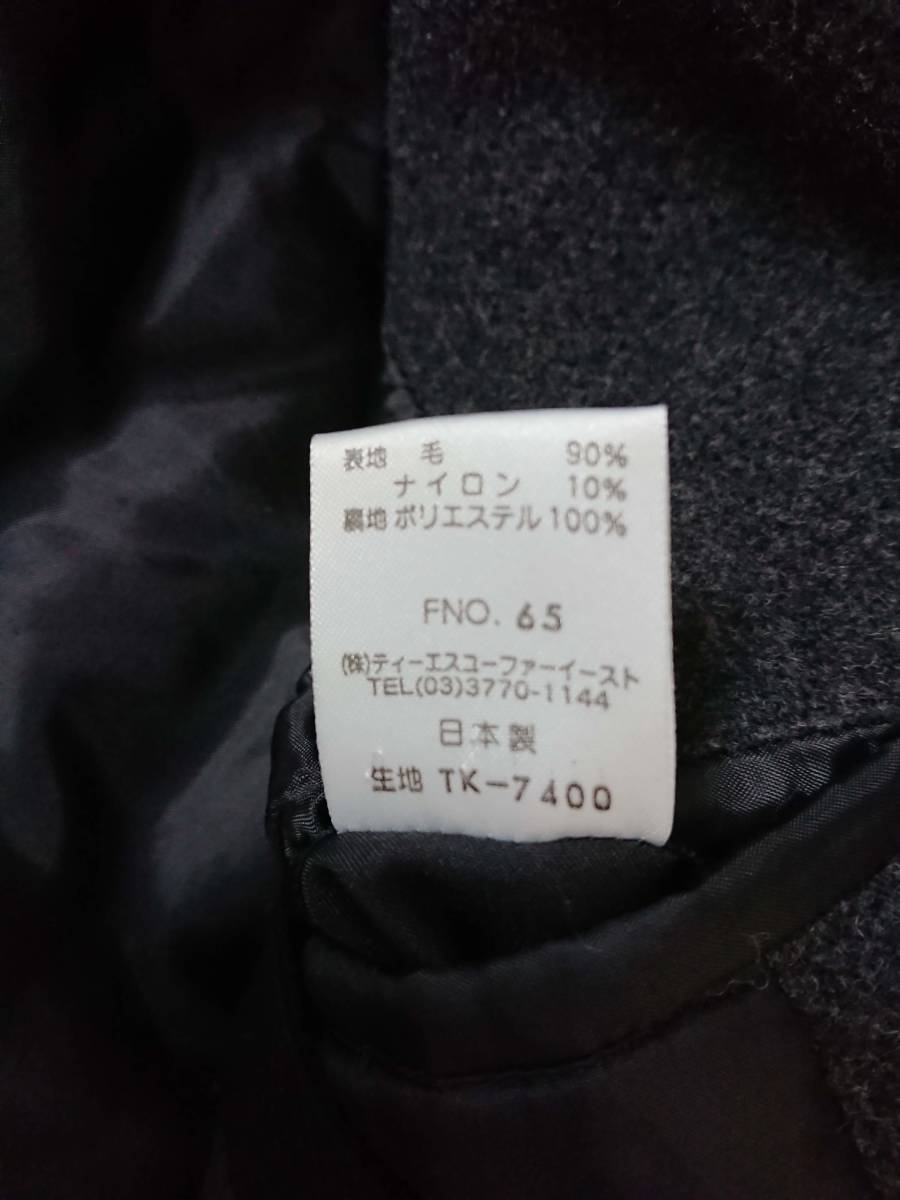 表地 毛 90%
ナイロン 10%
裏地 ポリエステル 100%
FNO. 65
(株)ティーエスユーファーイースト
TEL(03)3770-1144
日本製
生地 TK-7400